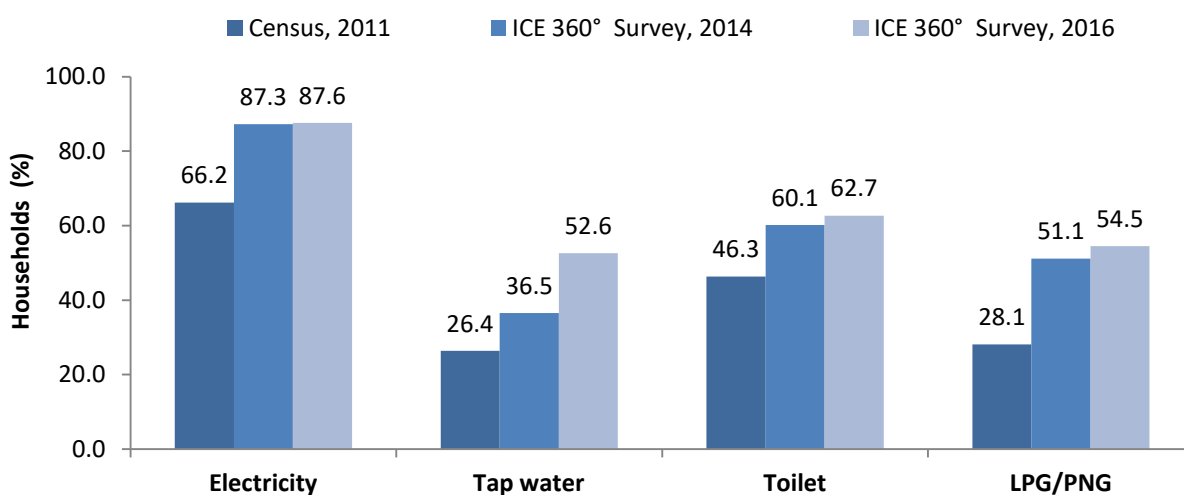 Census, 2011 ICE 360° Survey, 2014 ICE 360° Survey, 2016
Households (%)
100.0
80.0
60.0
40.0
20.0
0.0
66.2 87.3 87.6
26.4 36.5 52.6
46.3 60.1 62.7
28.1 51.1 54.5
Electricity Tap water Toilet LPG/PNG